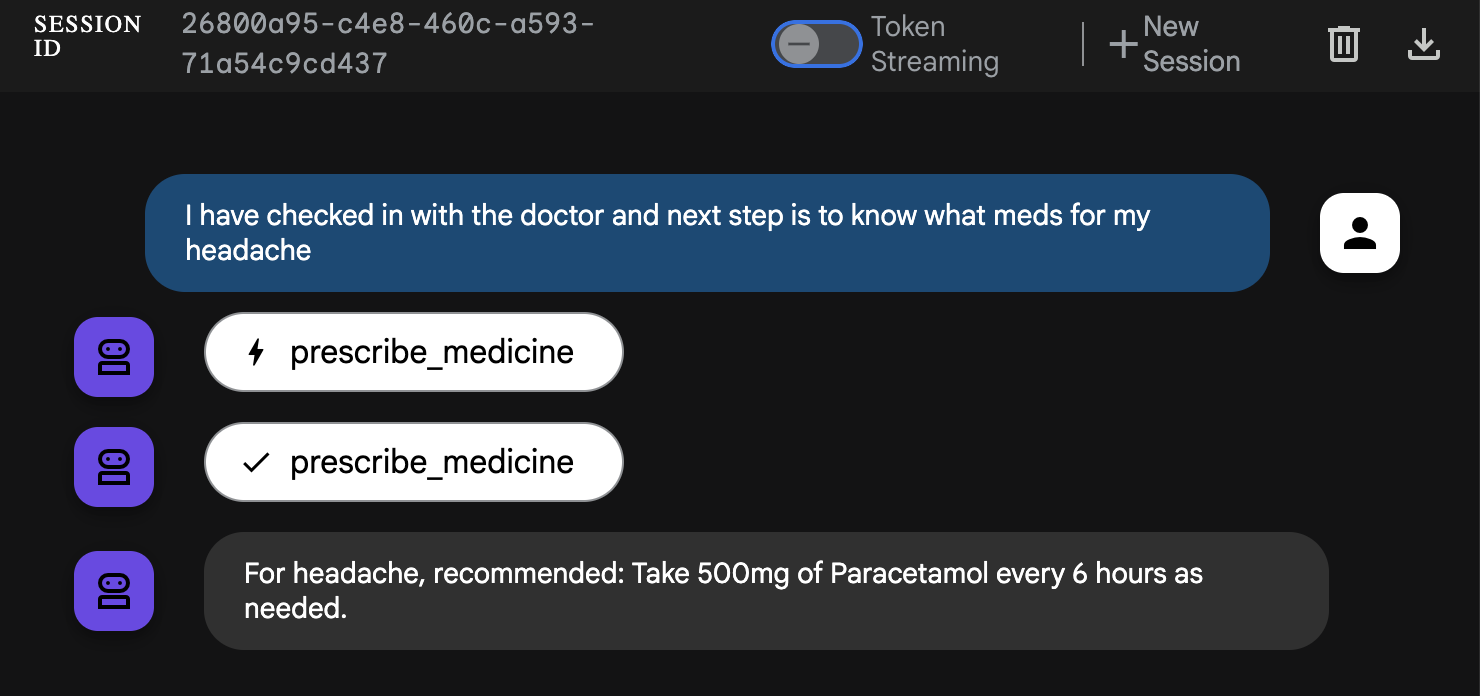 SESSION
ID
26800a95-c4e8-460c-a593-
71a54c9cd437
Token
Streaming
New
Session
I have checked in with the doctor and next step is to know what meds for my
headache
prescribe_medicine
prescribe_medicine
For headache, recommended: Take 500mg of Paracetamol every 6 hours as
needed.